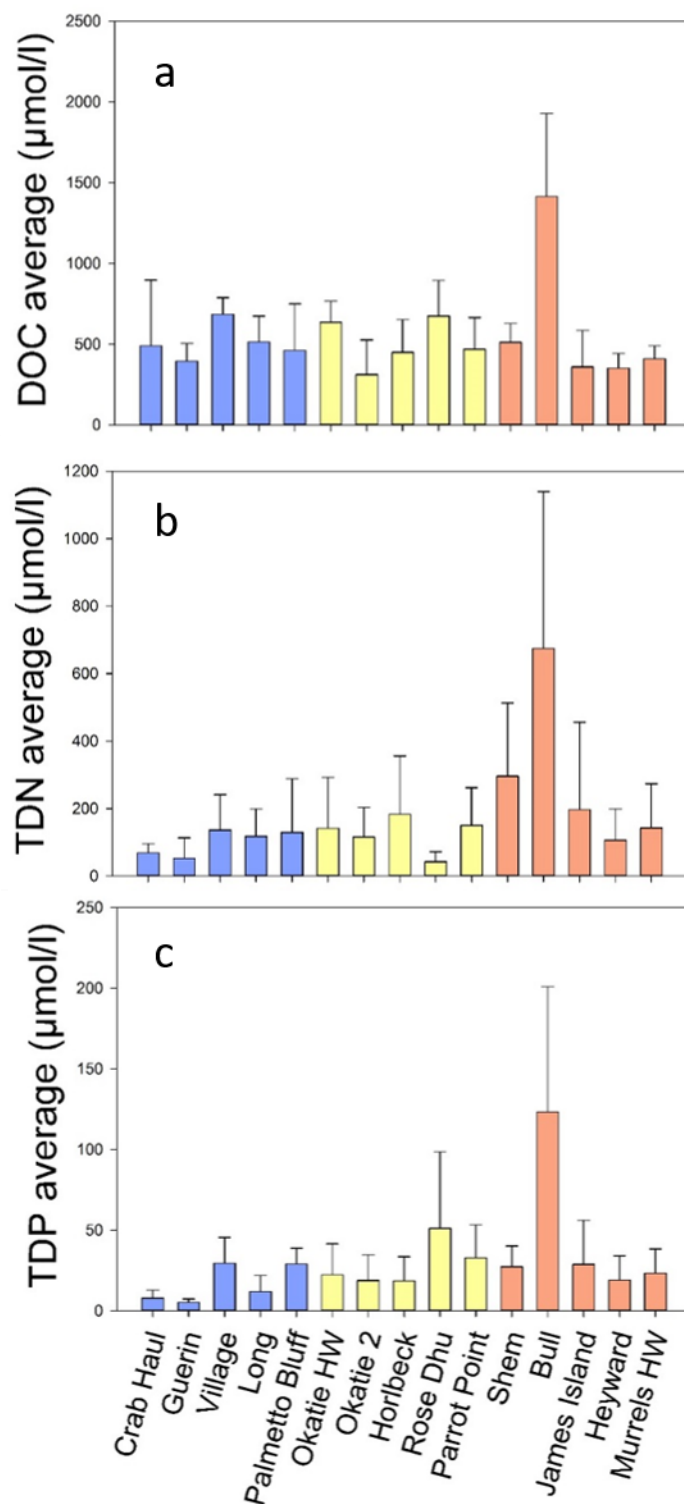 a
DOC average (µmol/l)
2500
2000
1500
1000
500
0
b
TDN average (µmol/l)
1200
1000
800
600
400
200
0
c
TDP average (µmol/l)
250
200
150
100
50
0
Crab Haul
Guerin
Village
Long
Palmetto Bluff
Okatie HW
Okatie 2
Horlbeck
Rose Dhu
Parrot Point
Shem
Bull
James Island
Heyward
Murrels HW